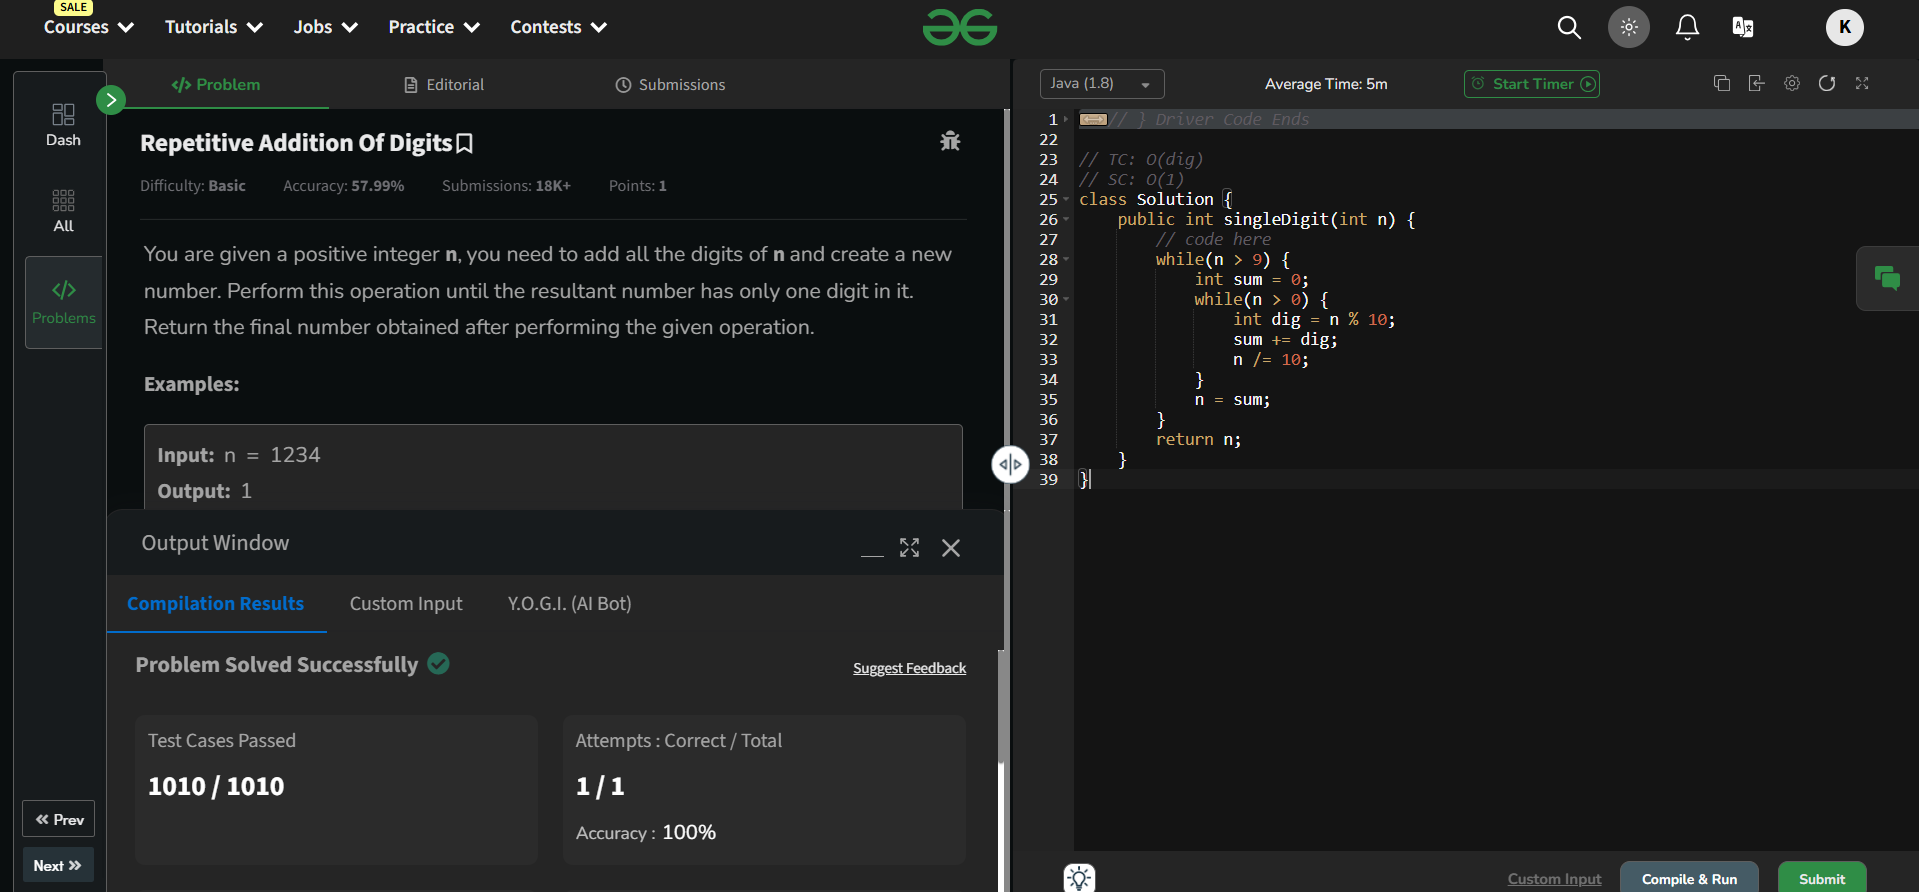 SALE
Courses Tutorials Jobs Practice Contests
K
Dash
All
Problems
« Prev
Next »
</> Problem Editorial Submissions
Repetitive Addition Of Digits
Difficulty: Basic Accuracy: 57.99% Submissions: 18K+ Points: 1
You are given a positive integer n, you need to add all the digits of n and create a new
number. Perform this operation until the resultant number has only one digit in it.
Return the final number obtained after performing the given operation.
Examples:
Input: n = 1234
Output: 1
Output Window
Compilation Results Custom Input Y.O.G.I. (AI Bot)
Problem Solved Successfully
Suggest Feedback
Test Cases Passed
1010 / 1010
Attempts : Correct / Total
1 / 1
Accuracy : 100%
Java (1.8) Average Time: 5m Start Timer
1 // } Driver Code Ends
22
23 // TC: O(dig)
24 // SC: O(1)
25 class Solution {
26 public int singleDigit(int n) {
27 // code here
28 while(n > 9) {
29 int sum = 0;
30 while(n > 0) {
31 int dig = n % 10;
32 sum += dig;
33 n /= 10;
34 }
35 n = sum;
36 }
37 return n;
38 }
39 }
Custom Input Compile & Run Submit